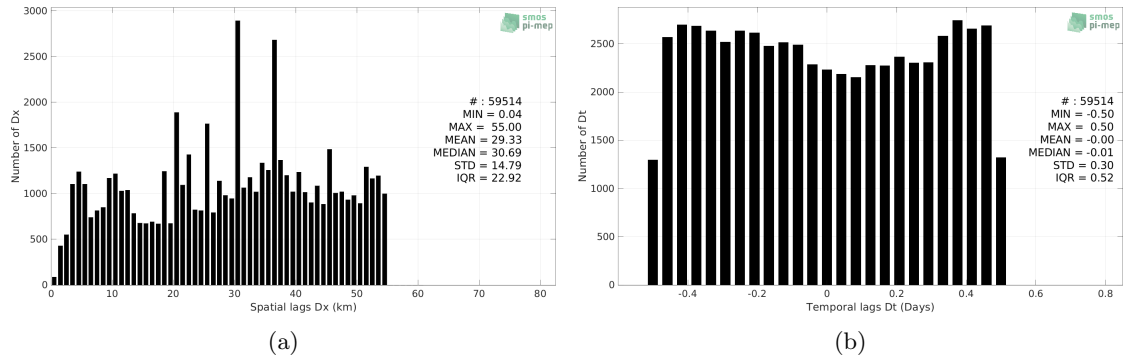 3000
2500
2000
1500
1000
500
0
Number of Dx
0 10 20 30 40 50 60 70 80
Spatial lags Dx (km)
smos
pi-mep
# : 59514
MIN = 0.04
MAX = 55.00
MEAN = 29.33
MEDIAN = 30.69
STD = 14.79
IQR = 22.92
(a)
2500
2000
1500
1000
500
0
Number of Dt
-0.4 -0.2 0 0.2 0.4 0.6 0.8
Temporal lags Dt (Days)
smos
pi-mep
# : 59514
MIN = -0.50
MAX = 0.50
MEAN = -0.00
MEDIAN = -0.01
STD = 0.30
IQR = 0.52
(b)